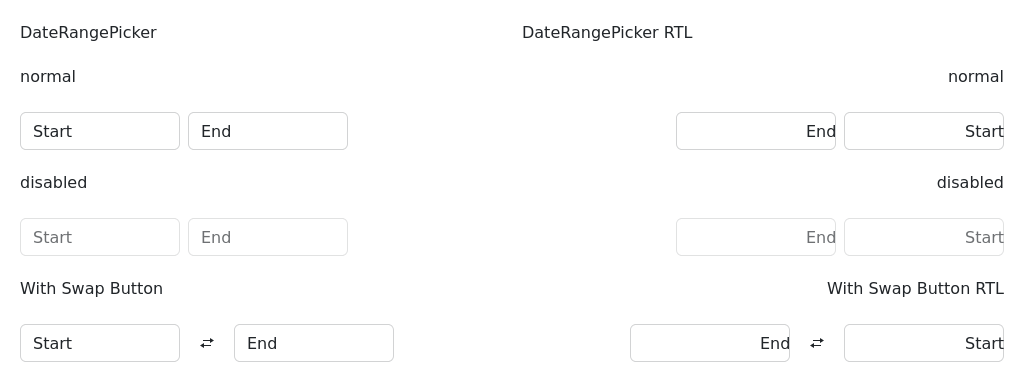 DateRangePicker
normal
Start End
disabled
Start End
With Swap Button
Start End
DateRangePicker RTL
normal
End Start
disabled
End Start
With Swap Button RTL
End Start